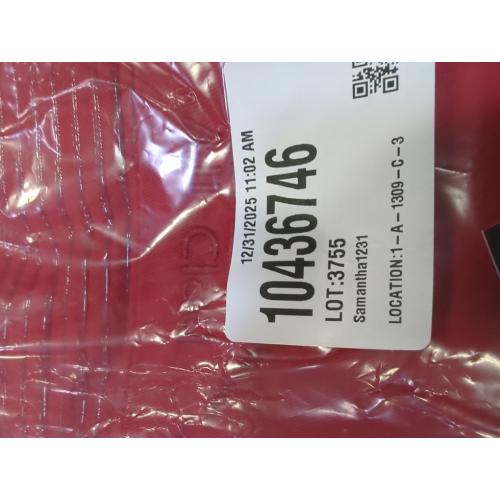 12/31/2025 11:02 AM
10436746
LOT:3755
Samantha1231
LOCATION:1-A-1309-C-3